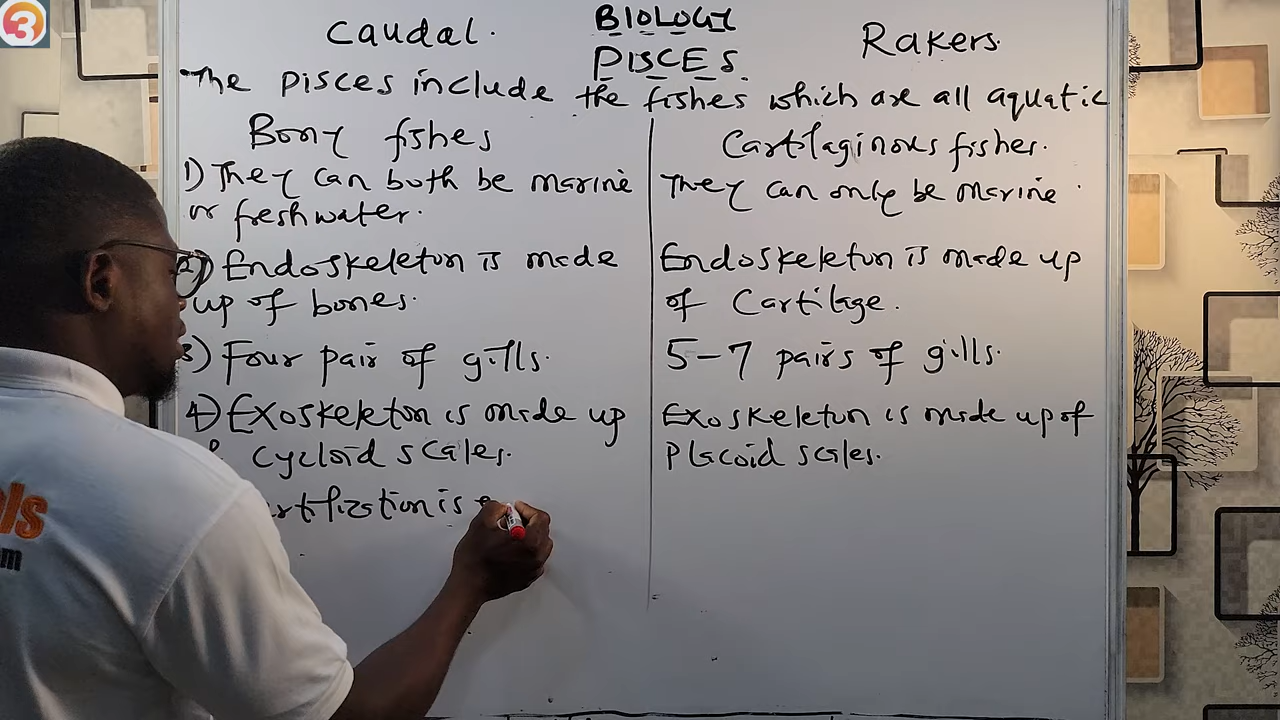 3
BIOLOGY
Caudal.
PISCES.
Rakers.
The Pisces include the fishes which are all aquatic
Bony fishes
1) They can both be marine
or freshwater.
2) Endoskeleton is made
up of bones.
3) Four pair of gills.
4) Exoskeleton is made up
cycloid scales.
is
Cartilaginous fishes.
They can only be marine
Endoskeleton is made up
of Cartilage.
5-7 pairs of gills.
Exoskeleton is made up of
Placoid scales.
ls
m